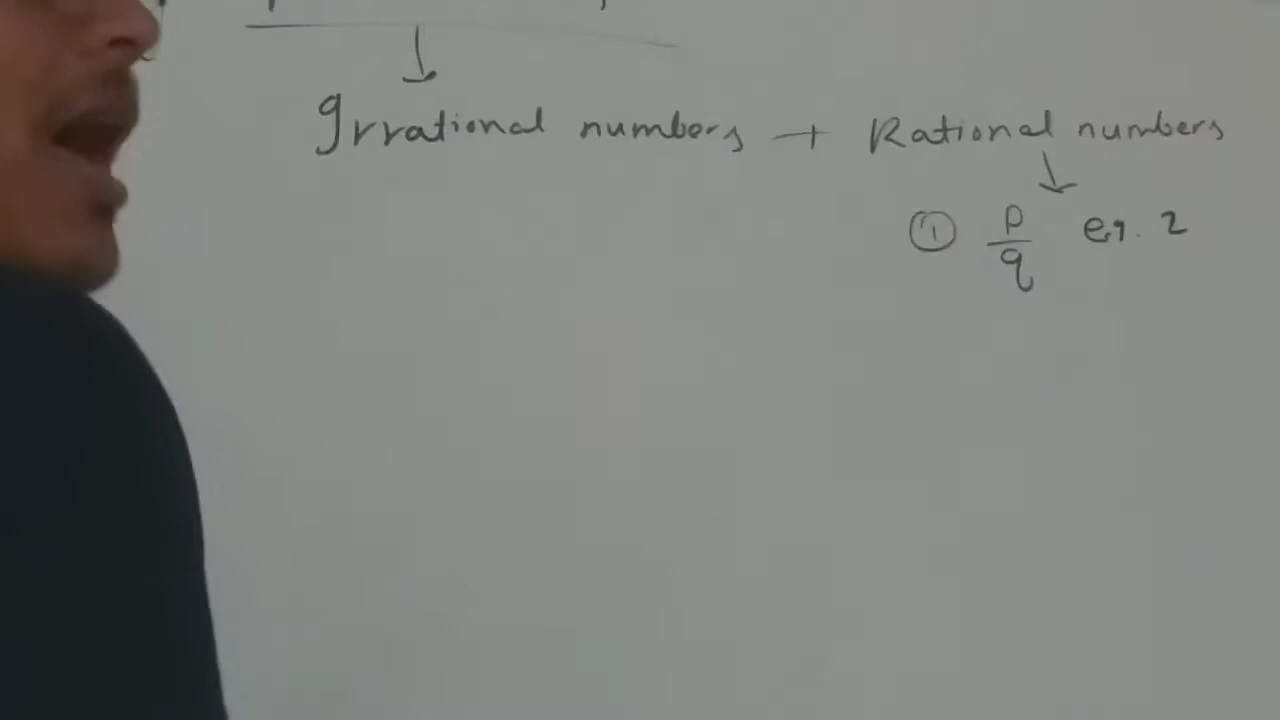 Irrational numbers + Rational numbers
① p/q eg. 2